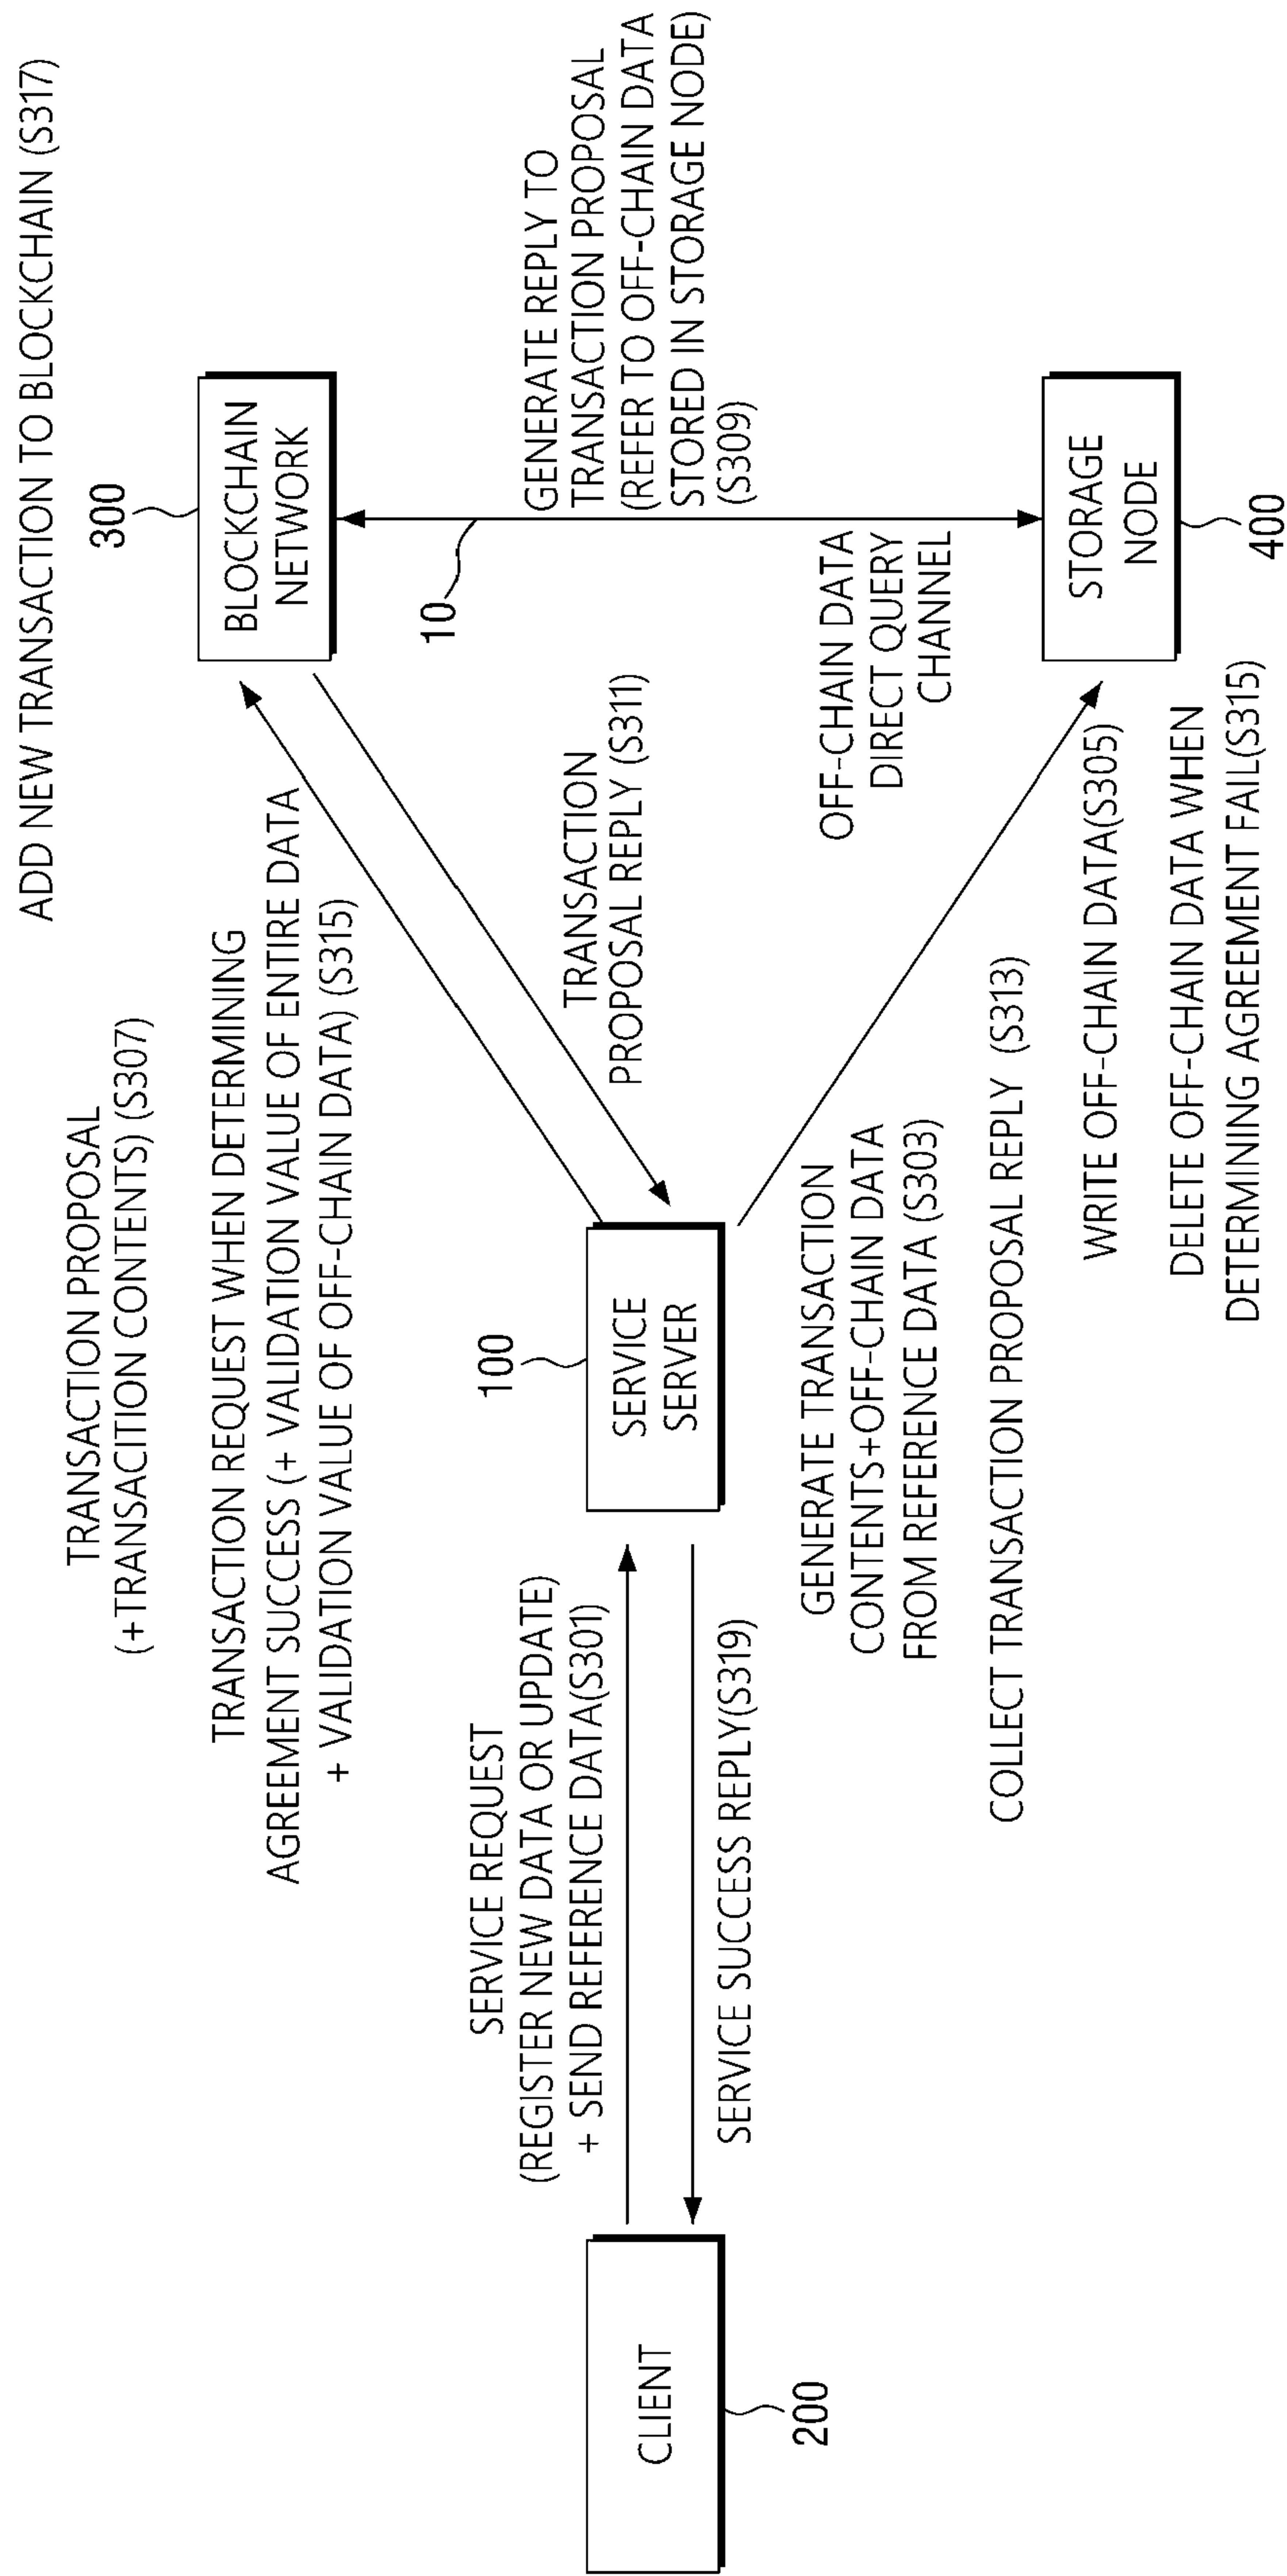 ADD NEW TRANSACTION TO BLOCKCHAIN (S317)
TRANSACTION PROPOSAL
(+TRANSACITION CONTENTS) (S307)
TRANSACTION REQUEST WHEN DETERMINING
AGREEMENT SUCCESS (+ VALIDATION VALUE OF ENTIRE DATA
+ VALIDATION VALUE OF OFF-CHAIN DATA) (S315)
300
BLOCKCHAIN
NETWORK
10
GENERATE REPLY TO
TRANSACTION PROPOSAL
(REFER TO OFF-CHAIN DATA
STORED IN STORAGE NODE)
(S309)
TRANSACTION
PROPOSAL REPLY (S311)
SERVICE REQUEST
(REGISTER NEW DATA OR UPDATE)
+ SEND REFERENCE DATA(S301)
100
SERVICE
SERVER
CLIENT
200
SERVICE SUCCESS REPLY(S319)
GENERATE TRANSACTION
CONTENTS+OFF-CHAIN DATA
FROM REFERENCE DATA (S303)
COLLECT TRANSACTION PROPOSAL REPLY (S313)
OFF-CHAIN DATA
DIRECT QUERY
CHANNEL
STORAGE
NODE
400
WRITE OFF-CHAIN DATA(S305)
DELETE OFF-CHAIN DATA WHEN
DETERMINING AGREEMENT FAIL(S315)